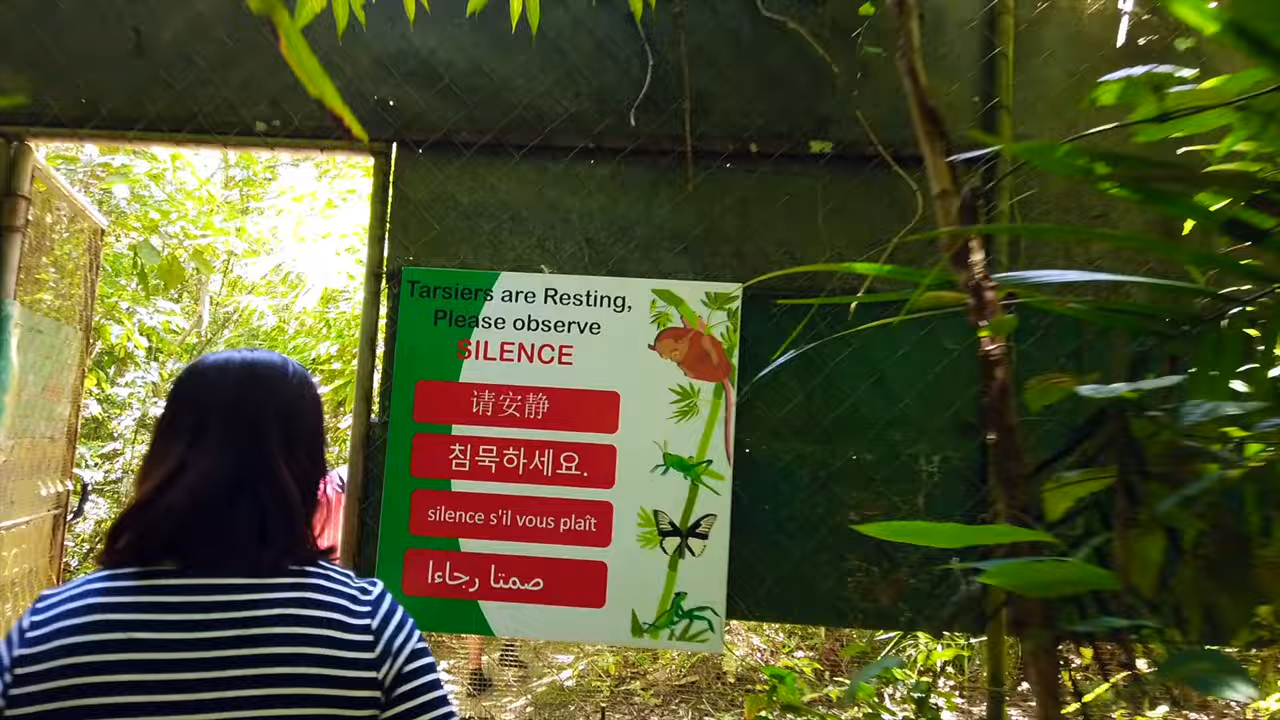 Tarsiers are Resting,
Please observe
SILENCE
请安静
침묵하세요.
silence s'il vous plaît
صمتا رجاءا